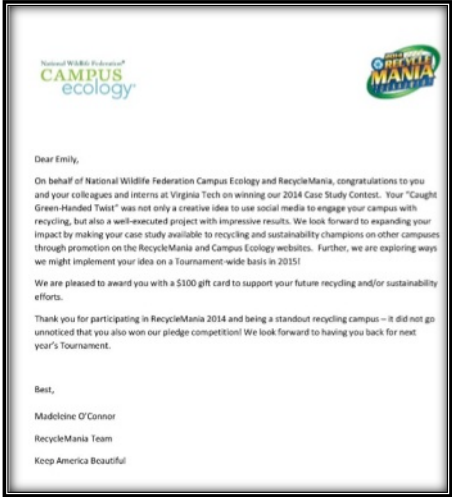 National Wildlife Federation®
CAMPUS
ecology
2014
RECYCLE
MANIA
TOURNAMENT
Dear Emily,
On behalf of National Wildlife Federation Campus Ecology and RecycleMania, congratulations to you
and your colleagues and interns at Virginia Tech on winning our 2014 Case Study Contest. Your "Caught
Green-Handed Twist" was not only a creative idea to use social media to engage your campus with
recycling, but also a well-executed project with impressive results. We look forward to expanding your
impact by making your case study available to recycling and sustainability champions on other campuses
through promotion on the RecycleMania and Campus Ecology websites. Further, we are exploring ways
we might implement your idea on a Tournament-wide basis in 2015!
We are pleased to award you with a $100 gift card to support your future recycling and/or sustainability
efforts.
Thank you for participating in RecycleMania 2014 and being a standout recycling campus – it did not go
unnoticed that you also won our pledge competition! We look forward to having you back for next
year's Tournament.
Best,
Madeleine O'Connor
RecycleMania Team
Keep America Beautiful